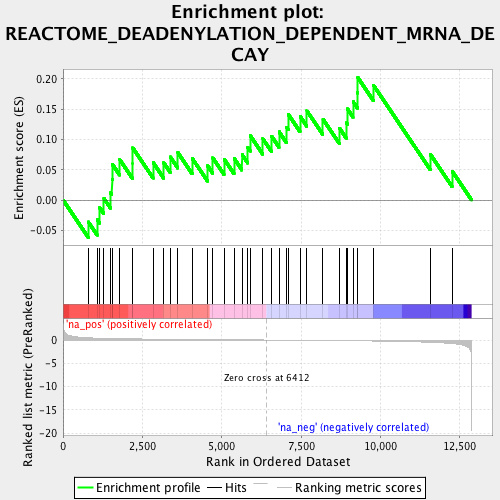 Enrichment plot:
REACTOME_DEADENYLATION_DEPENDENT_MRNA_DE
CAY
Enrichment score (ES)
0.20
0.15
0.10
0.05
0.00
-0.05
'na_pos' (positively correlated)
Ranked list metric (PreRanked)
0
-5
-10
-15
-20
Zero cross at 6412
'na_neg' (negatively correlated)
0 2,500 5,000 7,500 10,000 12,500
Rank in Ordered Dataset
Enrichment profile Hits Ranking metric scores